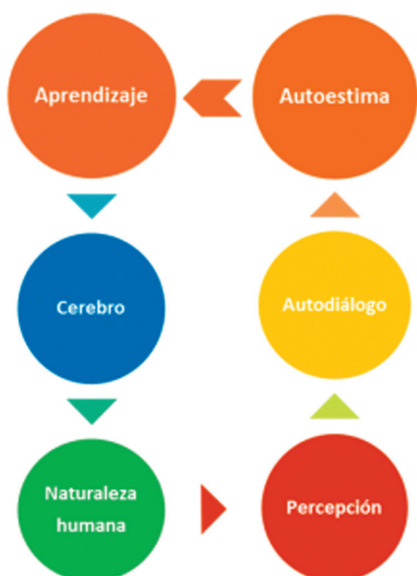 Aprendizaje
Autoestima
Cerebro
Autodiálogo
Naturaleza
humana
Percepción